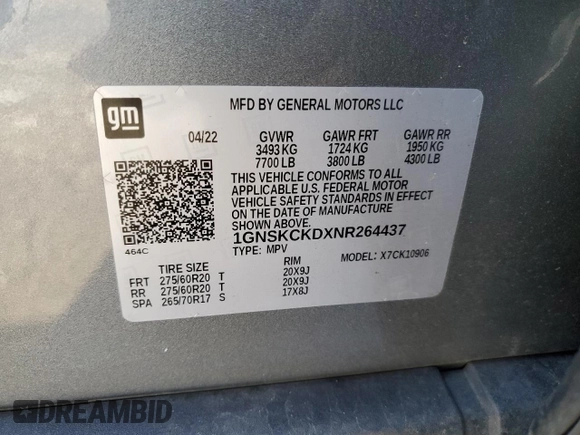 gm
MFD BY GENERAL MOTORS LLC
04/22 GVWR GAWR FRT GAWR RR
3493 KG 1724 KG 1950 KG
7700 LB 3800 LB 4300 LB
THIS VEHICLE CONFORMS TO ALL
APPLICABLE U.S. FEDERAL MOTOR
VEHICLE SAFETY STANDARDS IN EFFECT
ON THE DATE OF MANUFACTURE
SHOWN ABOVE.
464C
1GNSKCKDXNR264437
TYPE: MPV MODEL: X7CK10906
TIRE SIZE RIM
FRT 275/60R20 T 20X9J
RR 275/60R20 T 20X9J
SPA 265/70R17 S 17X8J
DREAMBID